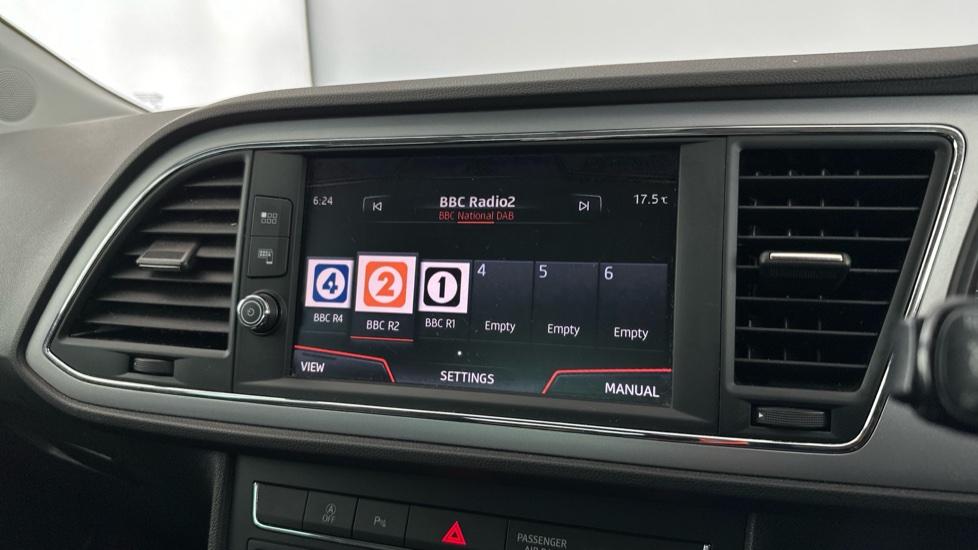 6:24 BBC Radio2 17.5 ℃
BBC National DAB
4 2 1 4 5 6
BBC R4 BBC R2 BBC R1 Empty Empty Empty
VIEW SETTINGS MANUAL
A OFF P PASSENGER